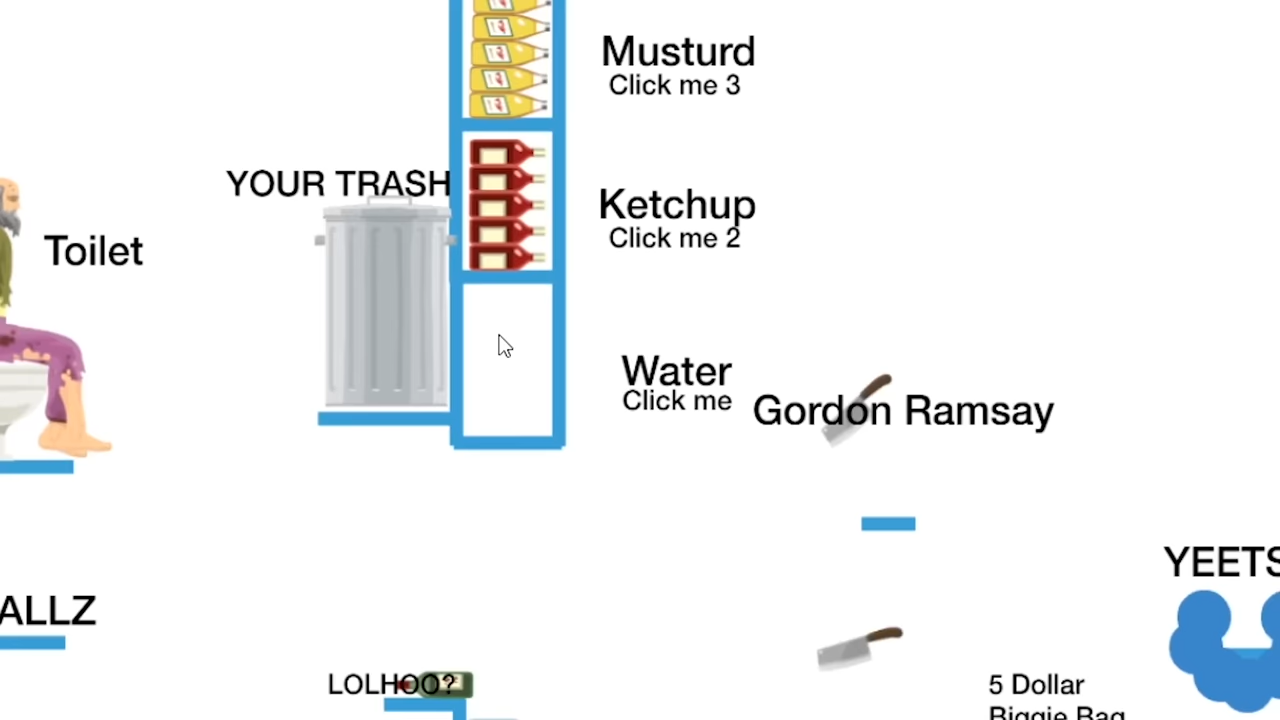 Musturd
Click me 3
YOUR TRASH
Ketchup
Click me 2
Toilet
Water
Click me
Gordon Ramsay
YEETS
ALLZ
LOLHOO?
5 Dollar
Biggie Bag